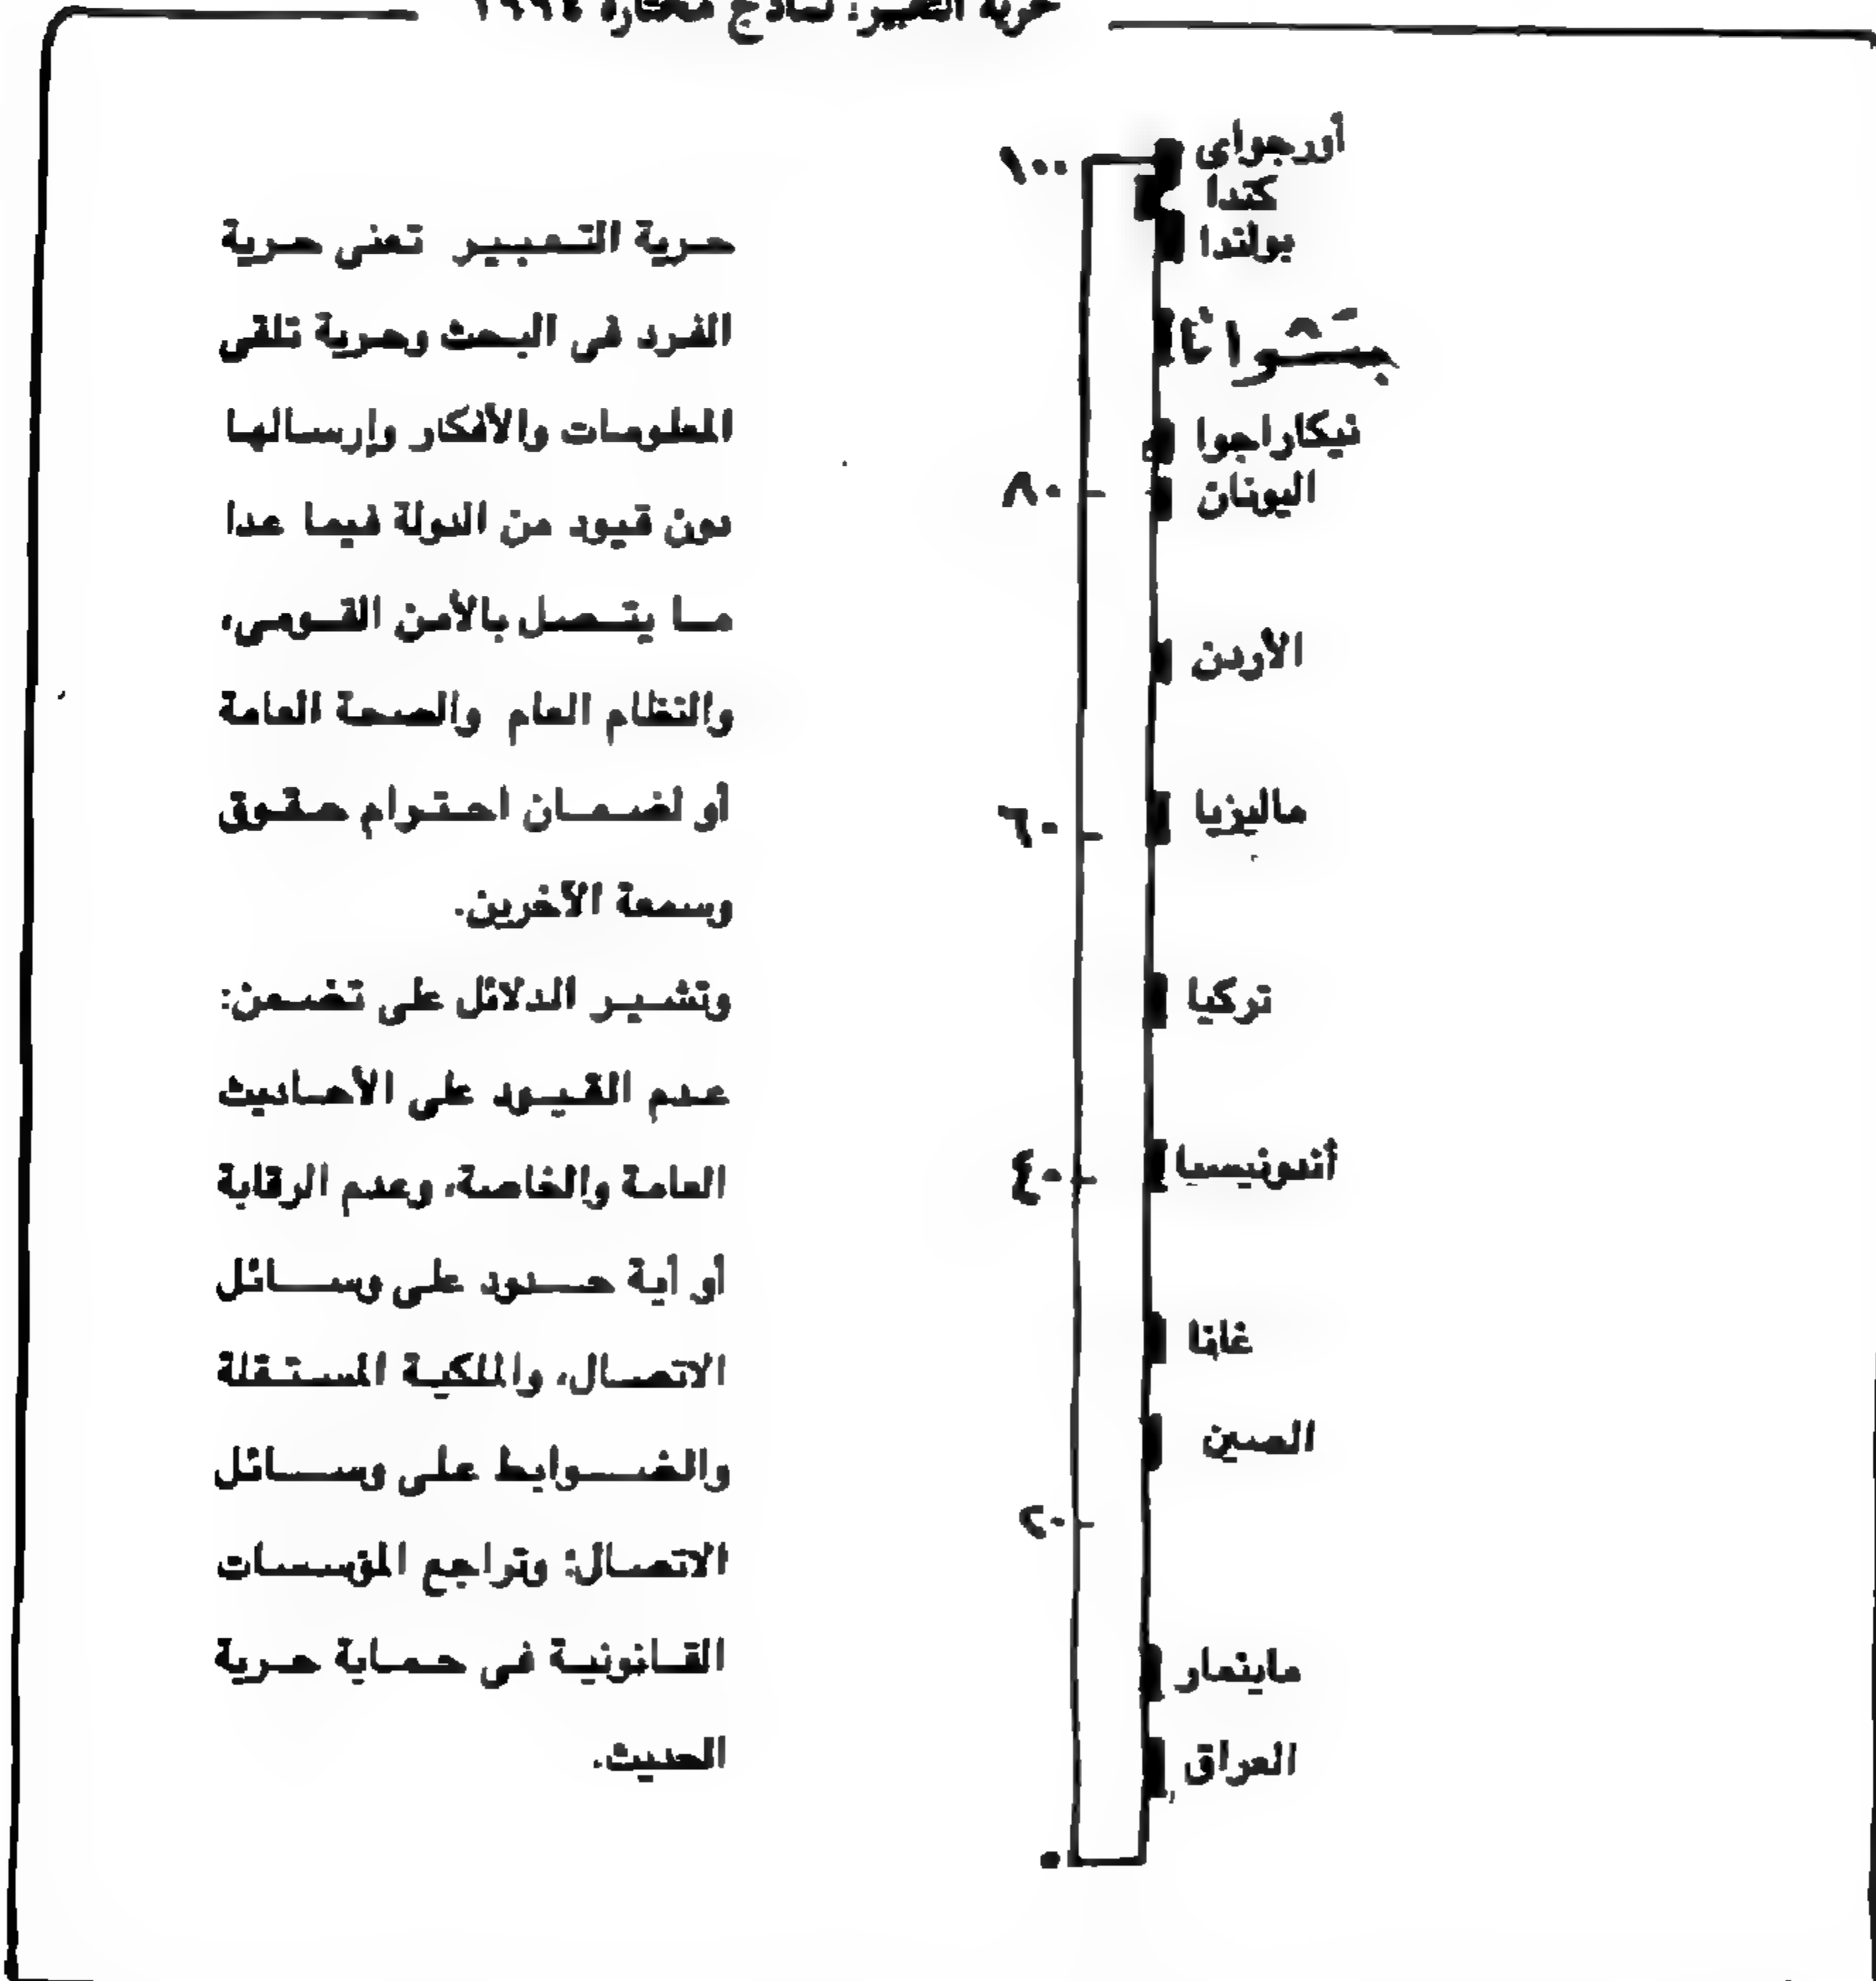 حرية التعبير: نماذج مختارة ١٩٩٤
أورجواى
١٠٠
كندا
بولندا
بتسوانا
نيكاراجوا
اليونان
٨٠
الأردن
ماليزيا
٦٠
تركيا
أندونيسيا
٤٠
غانا
الصين
٢٠
ماينمار
العراق
٠
حرية التعبير تعنى حرية
الفرد فى البحث وحرية تلقى
المعلومات والأفكار وإرسالها
دون قيود من الدولة فيما عدا
ما يتصل بالأمن القومى،
والنظام العام والصحة العامة
أو لضمان احترام حقوق
وسمعة الآخرين.
وتشير الدلائل على تضمن:
عدم القيود على الأحاديث
العامة والخاصة، وعدم الرقابة
أو أية حدود على وسائل
الاتصال، والملكية المستقلة
والضوابط على وسائل
الاتصال: وتراجع المؤسسات
القانونية فى حماية حرية
الحديث.